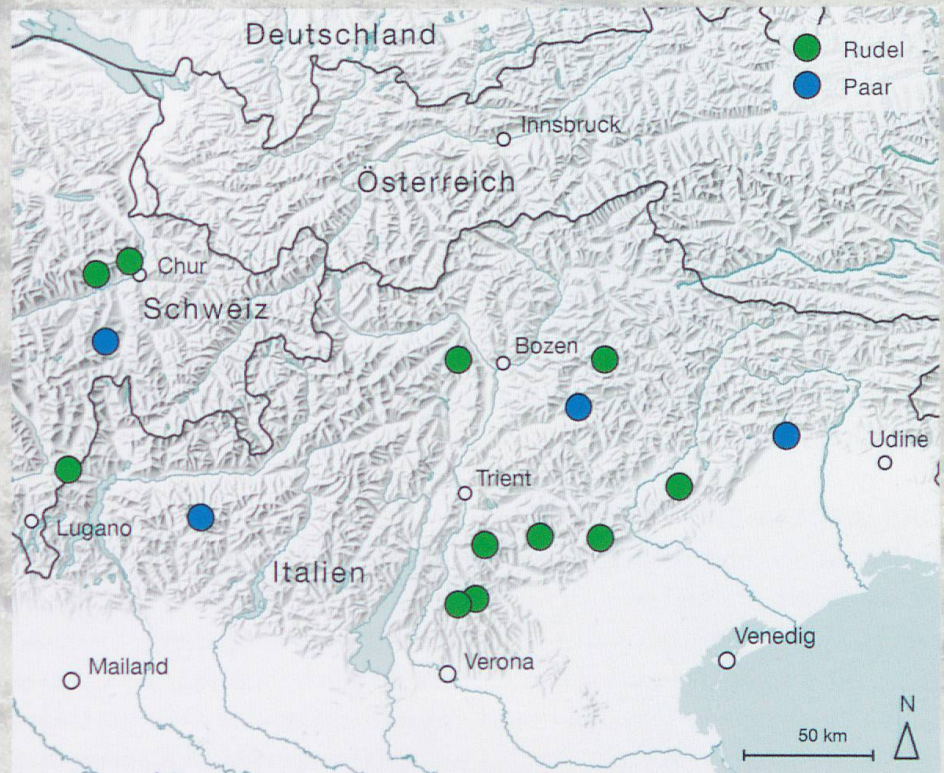 Deutschland
Rudel
Paar
Innsbruck
Österreich
Chur
Schweiz
Bozen
Udine
Trient
Lugano
Italien
Venedig
Verona
Mailand
N
50 km